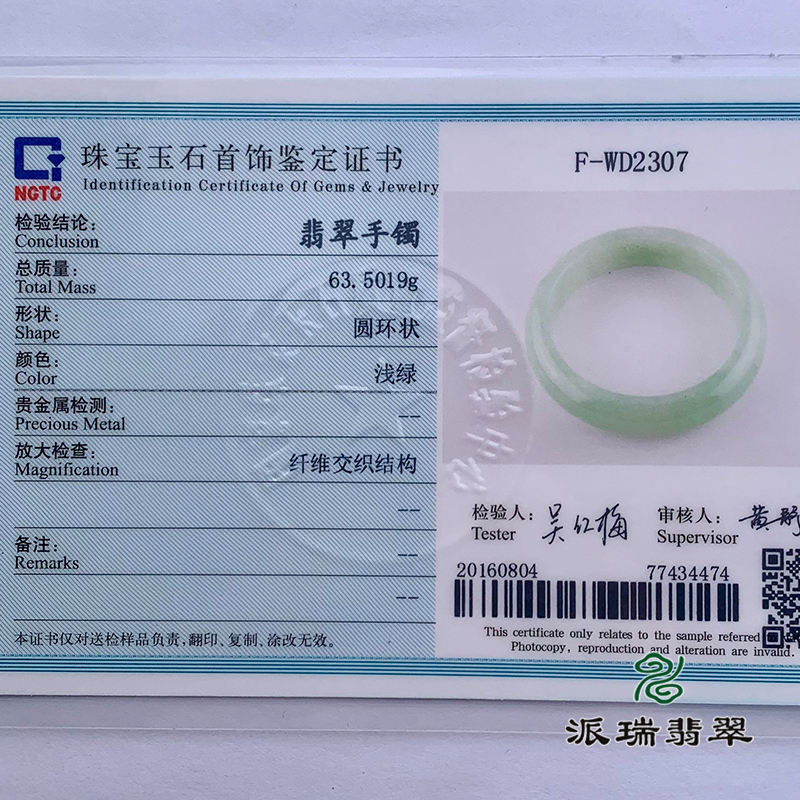 NGTC
珠宝玉石首饰鉴定证书
Identification Certificate Of Gems & Jewelry
检验结论：
Conclusion
翡翠手镯
总质量：
Total Mass
63.5019g
形状：
Shape
圆环状
颜色：
Color
浅绿
贵金属检测：
Precious Metal
--
放大检查：
Magnification
纤维交织结构
--
备注：
Remarks
--
--
本证书仅对送检样品负责，翻印、复制、涂改无效。
F-WD2307
检验人：
Tester
吴红梅
审核人：
Supervisor
20160804
77434474
This certificate only relates to the sample referred
Photocopy, reproduction and alteration are invalid.
派瑞翡翠